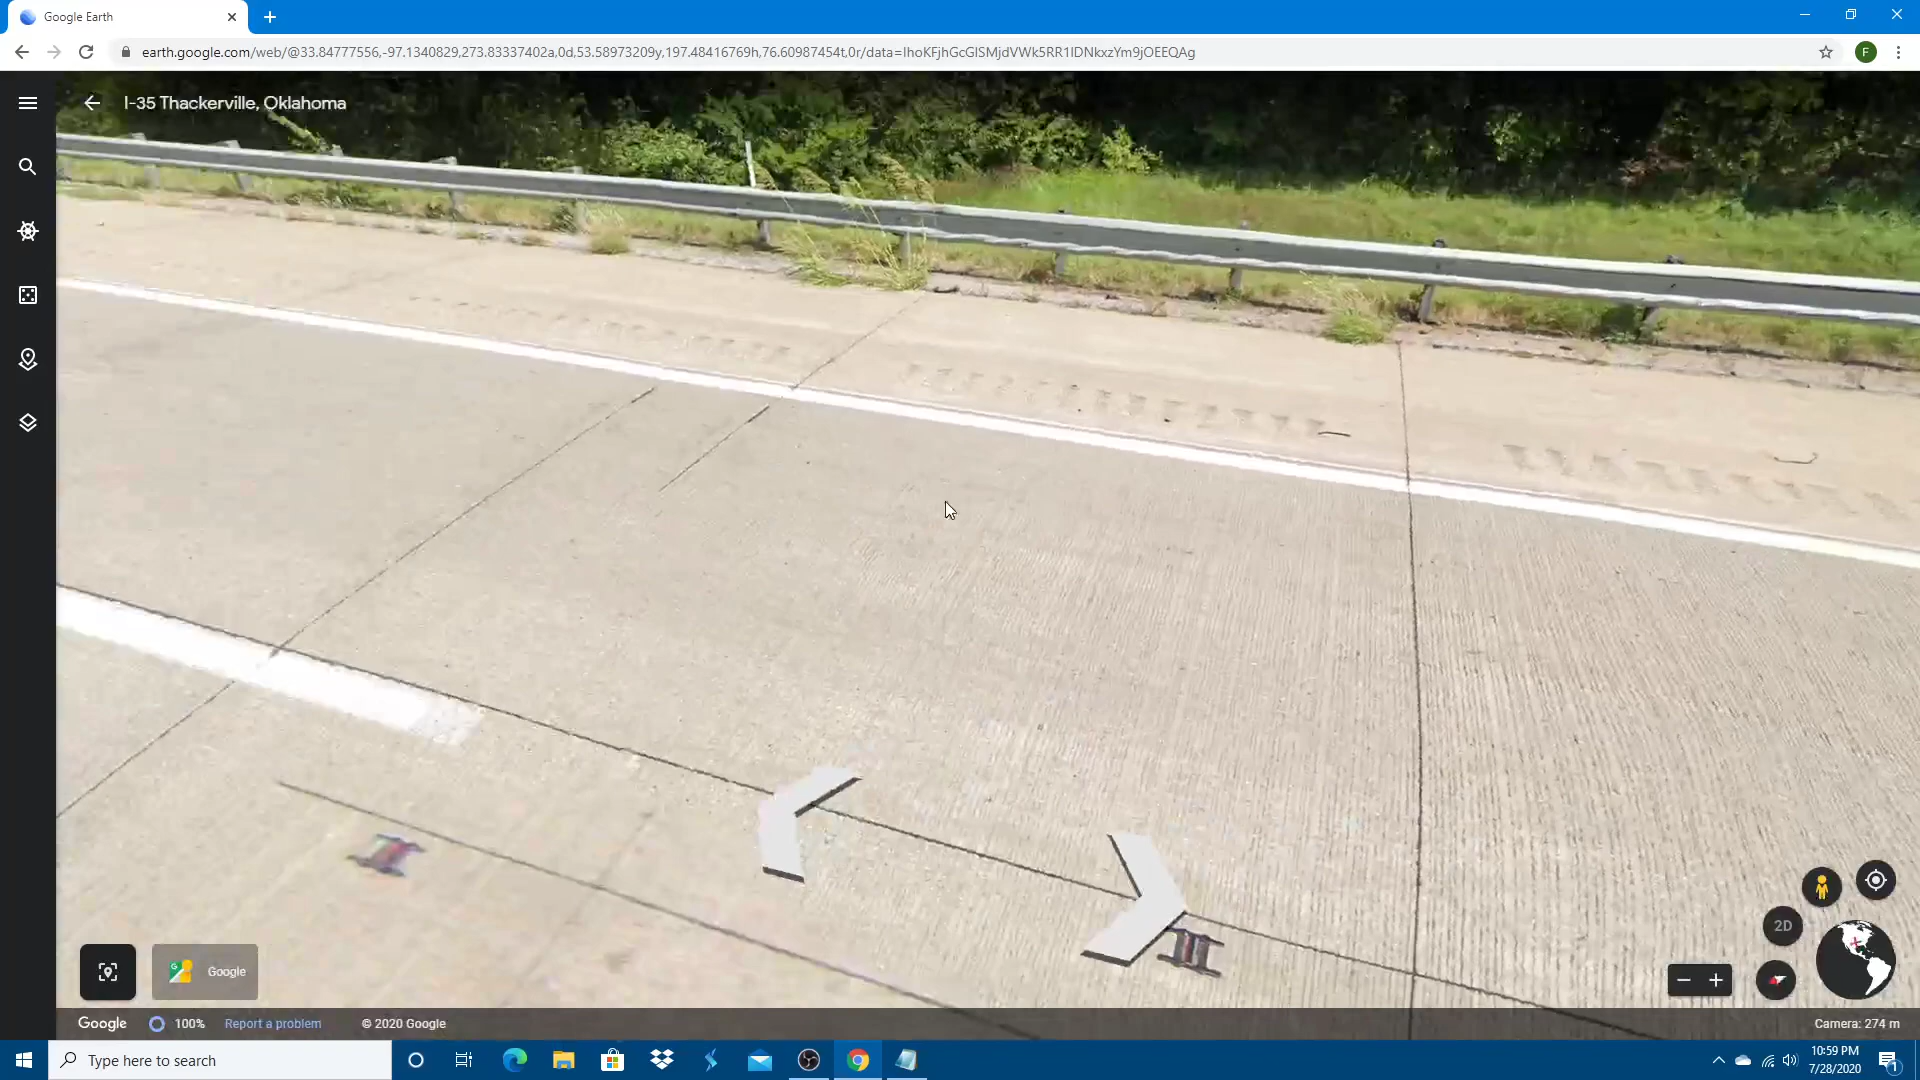 Google Earth
earth.google.com/web/@33.84777556,-97.1340829,273.83337402a,0d,53.58973209y,197.48416769h,76.60987454t,0r/data=IhoKFjhGcGlSMjdVWk5RR1lDNkxzYm9jOEEQAg
F
I-35 Thackerville, Oklahoma
2D
Google
Google
100%
Report a problem
© 2020 Google
Camera: 274 m
Type here to search
10:59 PM
7/28/2020
1